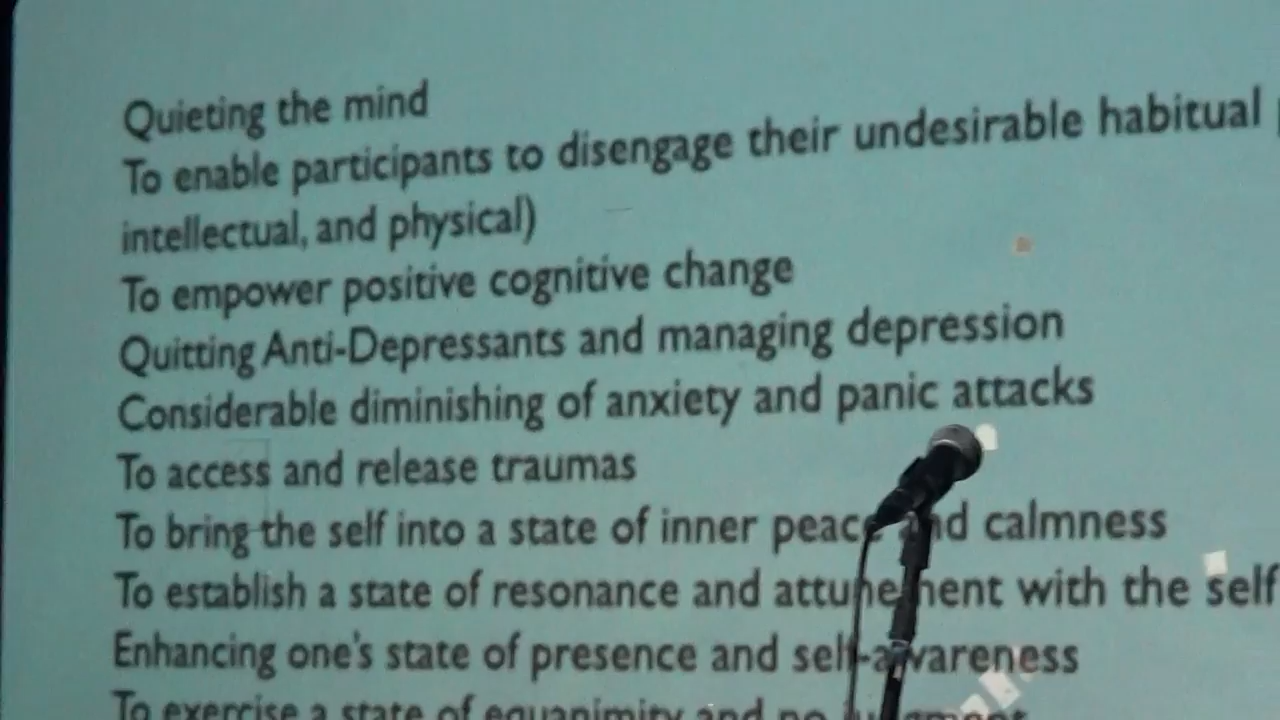 Quieting the mind
To enable participants to disengage their undesirable habitual
intellectual, and physical)
To empower positive cognitive change
Quitting Anti-Depressants and managing depression
Considerable diminishing of anxiety and panic attacks
To access and release traumas
To bring the self into a state of inner peace and calmness
To establish a state of resonance and attunement with the self
Enhancing one's state of presence and self-awareness
To exercise a state of equanimity and no judgment